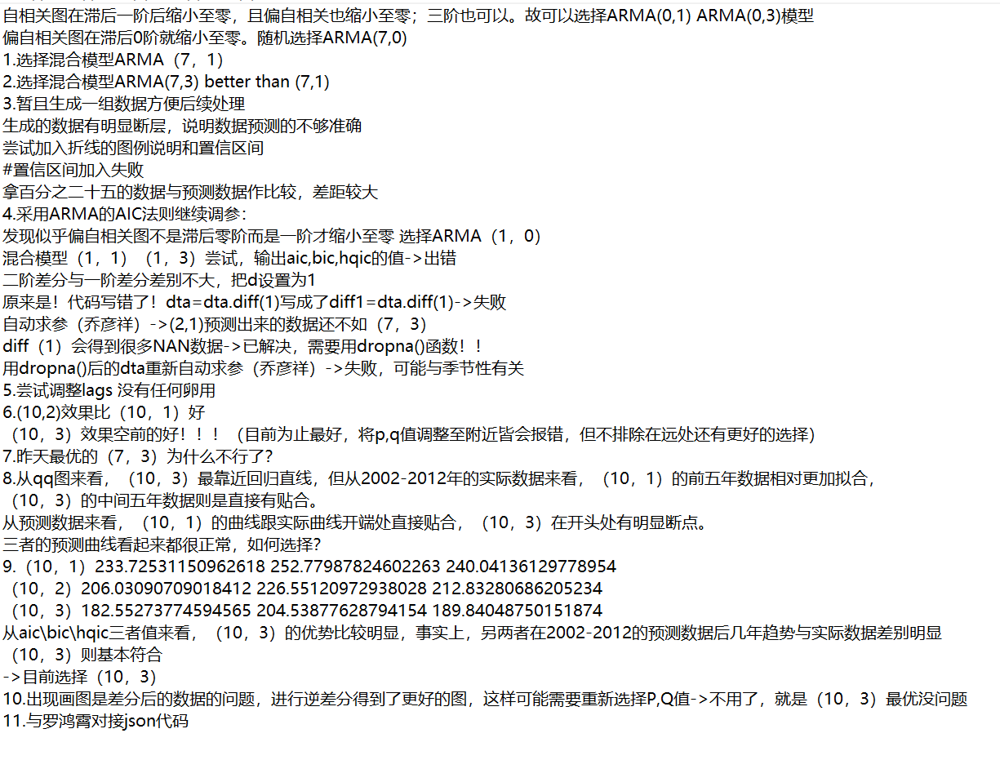 自相关图在滞后一阶后缩小至零，且偏自相关也缩小至零；三阶也可以。故可以选择ARMA(0,1) ARMA(0,3)模型
偏自相关图在滞后0阶就缩小至零。随机选择ARMA(7,0)
1.选择混合模型ARMA（7，1）
2.选择混合模型ARMA(7,3) better than (7,1)
3.暂且生成一组数据方便后续处理
生成的数据有明显断层，说明数据预测的不够准确
尝试加入折线的图例说明和置信区间
#置信区间加入失败
拿百分之二十五的数据与预测数据作比较，差距较大
4.采用ARMA的AIC法则继续调参：
发现似乎偏自相关图不是滞后零阶而是一阶才缩小至零 选择ARMA（1，0）
混合模型（1，1）（1，3）尝试，输出aic,bic,hqic的值->出错
二阶差分与一阶差分差别不大，把d设置为1
原来是！代码写错了！dta=dta.diff(1)写成了diff1=dta.diff(1)->失败
自动求参（乔彦祥）->(2,1)预测出来的数据还不如（7，3）
diff（1）会得到很多NAN数据->已解决，需要用dropna()函数！！
用dropna()后的dta重新自动求参（乔彦祥）->失败，可能与季节性有关
5.尝试调整lags 没有任何卵用
6.(10,2)效果比（10，1）好
（10，3）效果空前的好！！！（目前为止最好，将p,q值调整至附近皆会报错，但不排除在远处还有更好的选择）
7.昨天最优的（7，3）为什么不行了？
8.从qq图来看，（10，3）最靠近回归直线，但从2002-2012年的实际数据来看，（10，1）的前五年数据相对更加拟合，
（10，3）的中间五年数据则是直接有贴合。
从预测数据来看，（10，1）的曲线跟实际曲线开端处直接贴合，（10，3）在开头处有明显断点。
三者的预测曲线看起来都很正常，如何选择？
9.（10，1）233.72531150962618 252.77987824602263 240.04136129778954
（10，2）206.03090709018412 226.55120972938028 212.83280686205234
（10，3）182.55273774594565 204.53877628794154 189.84048750151874
从aic\bic\hqic三者值来看，（10，3）的优势比较明显，事实上，另两者在2002-2012的预测数据后几年趋势与实际数据差别明显
（10，3）则基本符合
->目前选择（10，3）
10.出现画图是差分后的数据的问题，进行逆差分得到了更好的图，这样可能需要重新选择P,Q值->不用了，就是（10，3）最优没问题
11.与罗鸿霄对接json代码